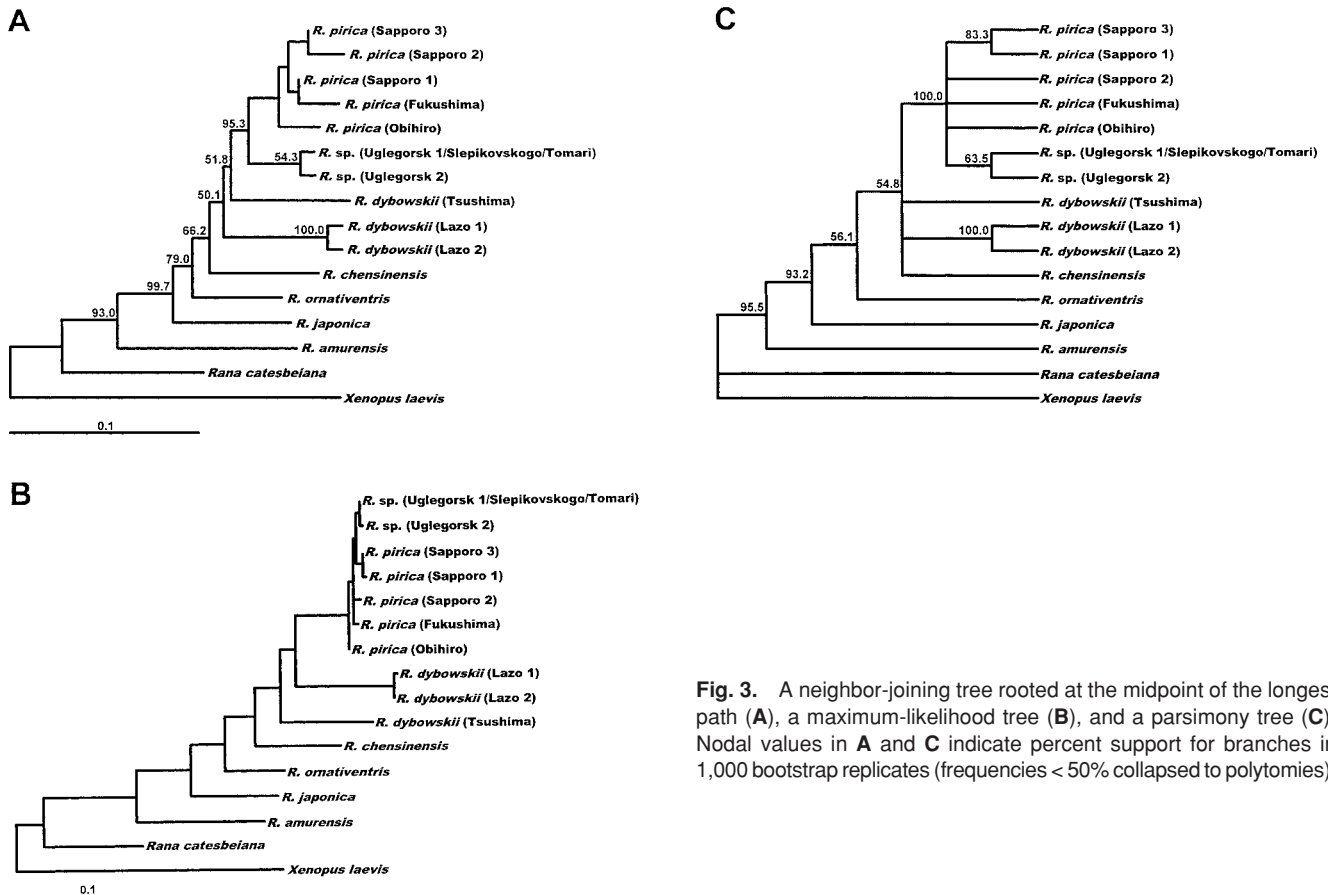 A
R. pirica (Sapporo 3)
R. pirica (Sapporo 2)
R. pirica (Sapporo 1)
R. pirica (Fukushima)
95.3
R. pirica (Obihiro)
54.3
R. sp. (Uglegorsk 1/Slepikovskogo/Tomari)
51.8
R. sp. (Uglegorsk 2)
50.1
R. dybowskii (Tsushima)
R. dybowskii (Lazo 1)
66.2
100.0
R. dybowskii (Lazo 2)
79.0
R. chensinensis
99.7
R. ornativentris
93.0
R. japonica
R. amurensis
Rana catesbeiana
Xenopus laevis
0.1
C
83.3
R. pirica (Sapporo 3)
R. pirica (Sapporo 1)
R. pirica (Sapporo 2)
100.0
R. pirica (Fukushima)
R. pirica (Obihiro)
63.5
R. sp. (Uglegorsk 1/Slepikovskogo/Tomari)
R. sp. (Uglegorsk 2)
54.8
R. dybowskii (Tsushima)
R. dybowskii (Lazo 1)
56.1
100.0
R. dybowskii (Lazo 2)
93.2
R. chensinensis
R. ornativentris
95.5
R. japonica
R. amurensis
Rana catesbeiana
Xenopus laevis
B
R. sp. (Uglegorsk 1/Slepikovskogo/Tomari)
R. sp. (Uglegorsk 2)
R. pirica (Sapporo 3)
R. pirica (Sapporo 1)
R. pirica (Sapporo 2)
R. pirica (Fukushima)
R. pirica (Obihiro)
R. dybowskii (Lazo 1)
R. dybowskii (Lazo 2)
R. dybowskii (Tsushima)
R. chensinensis
R. ornativentris
R. japonica
R. amurensis
Rana catesbeiana
Xenopus laevis
0.1
Fig. 3. A neighbor-joining tree rooted at the midpoint of the longes
path (A), a maximum-likelihood tree (B), and a parsimony tree (C)
Nodal values in A and C indicate percent support for branches in
1,000 bootstrap replicates (frequencies < 50% collapsed to polytomies)